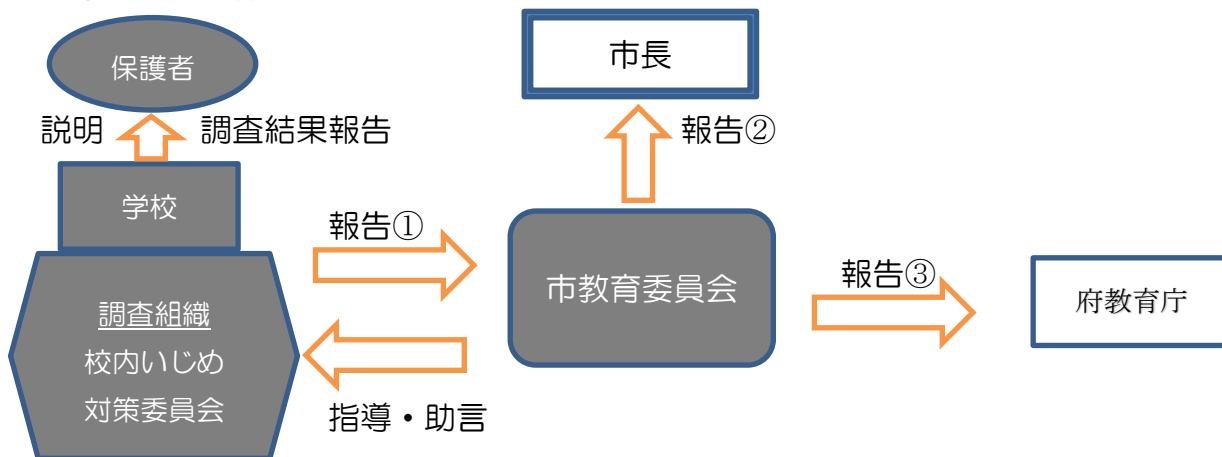 保護者
市長
説明
調査結果報告
報告②
学校
報告①
市教育委員会
報告③
府教育庁
調査組織
校内いじめ
対策委員会
指導・助言